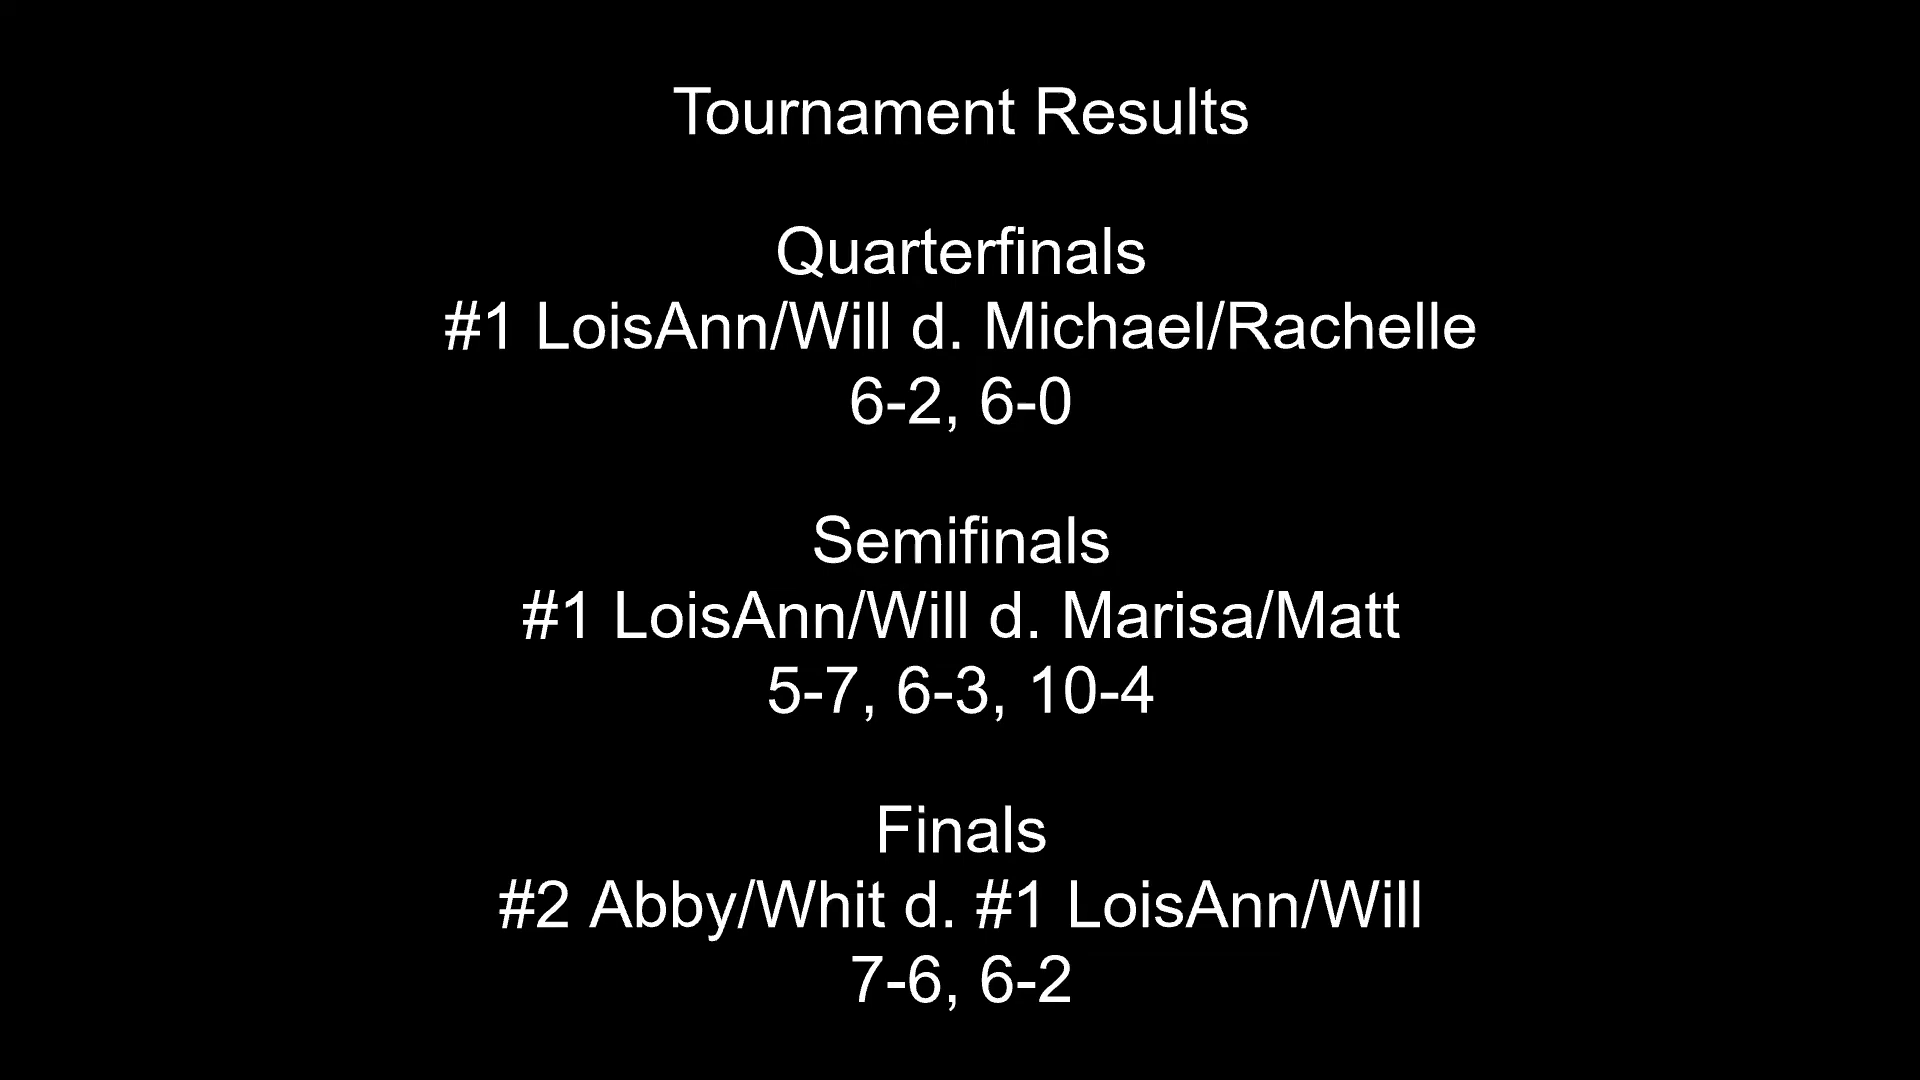 Tournament Results
Quarterfinals
#1 LoisAnn/Will d. Michael/Rachelle
6-2, 6-0
Semifinals
#1 LoisAnn/Will d. Marisa/Matt
5-7, 6-3, 10-4
Finals
#2 Abby/Whit d. #1 LoisAnn/Will
7-6, 6-2